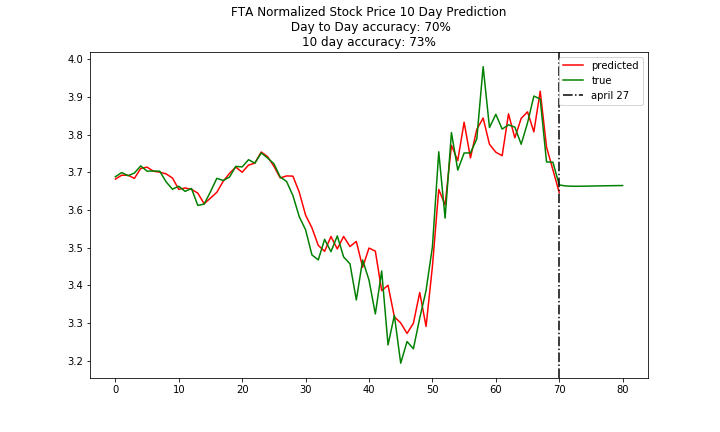 FTA Normalized Stock Price 10 Day Prediction
Day to Day accuracy: 70%
10 day accuracy: 73%
4.0
3.9
3.8
3.7
3.6
3.5
3.4
3.3
3.2
predicted
true
april 27
0 10 20 30 40 50 60 70 80